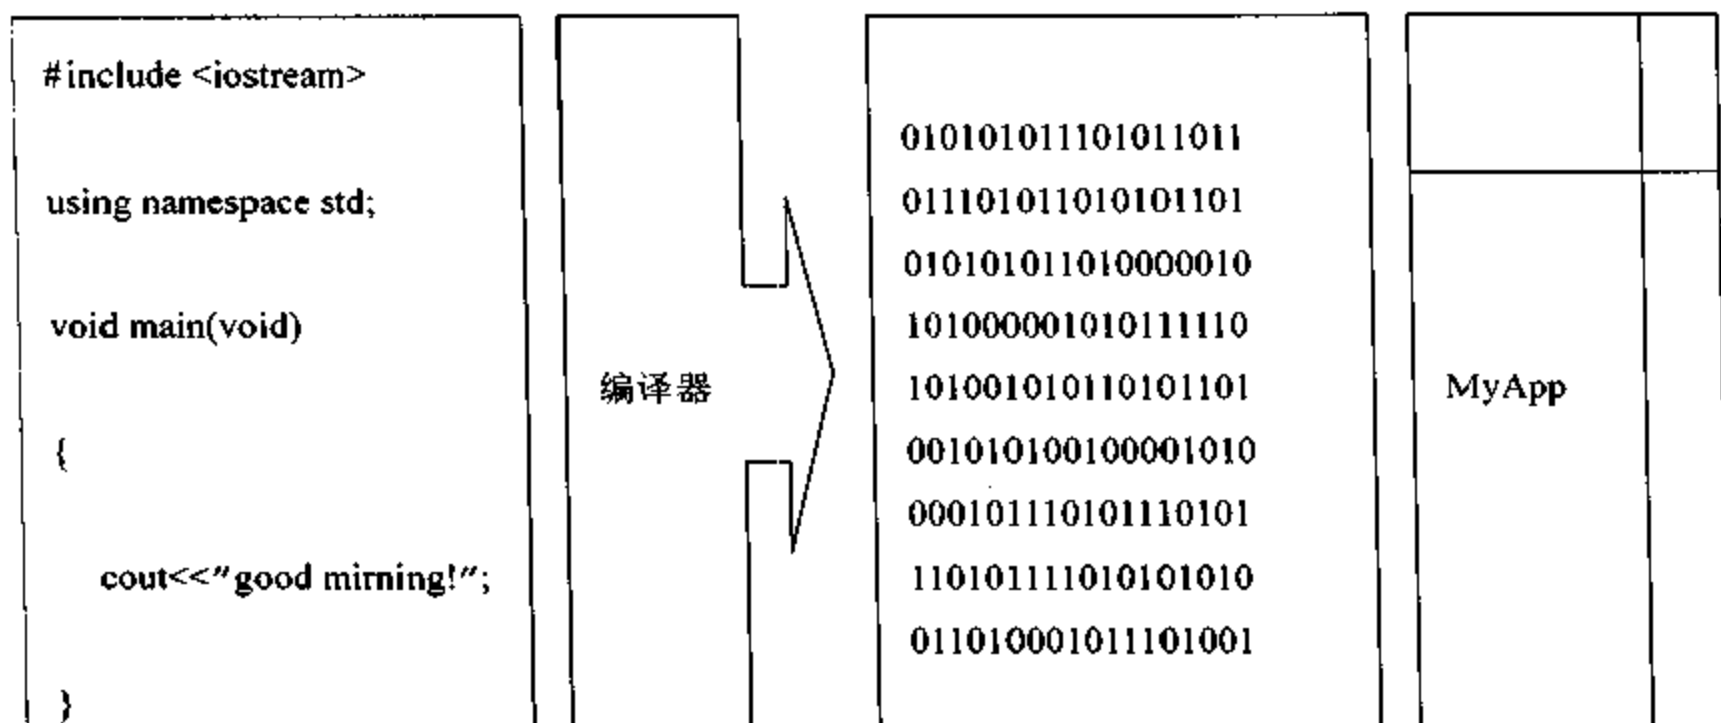 #include <iostream>
using namespace std;
void main(void)
{
cout<<"good mirning!";
}
编译器
010101011101011011
011101011010101101
010101011010000010
101000001010111110
101001010110101101
001010100100001010
000101110101110101
110101111010101010
011010001011101001
MyApp